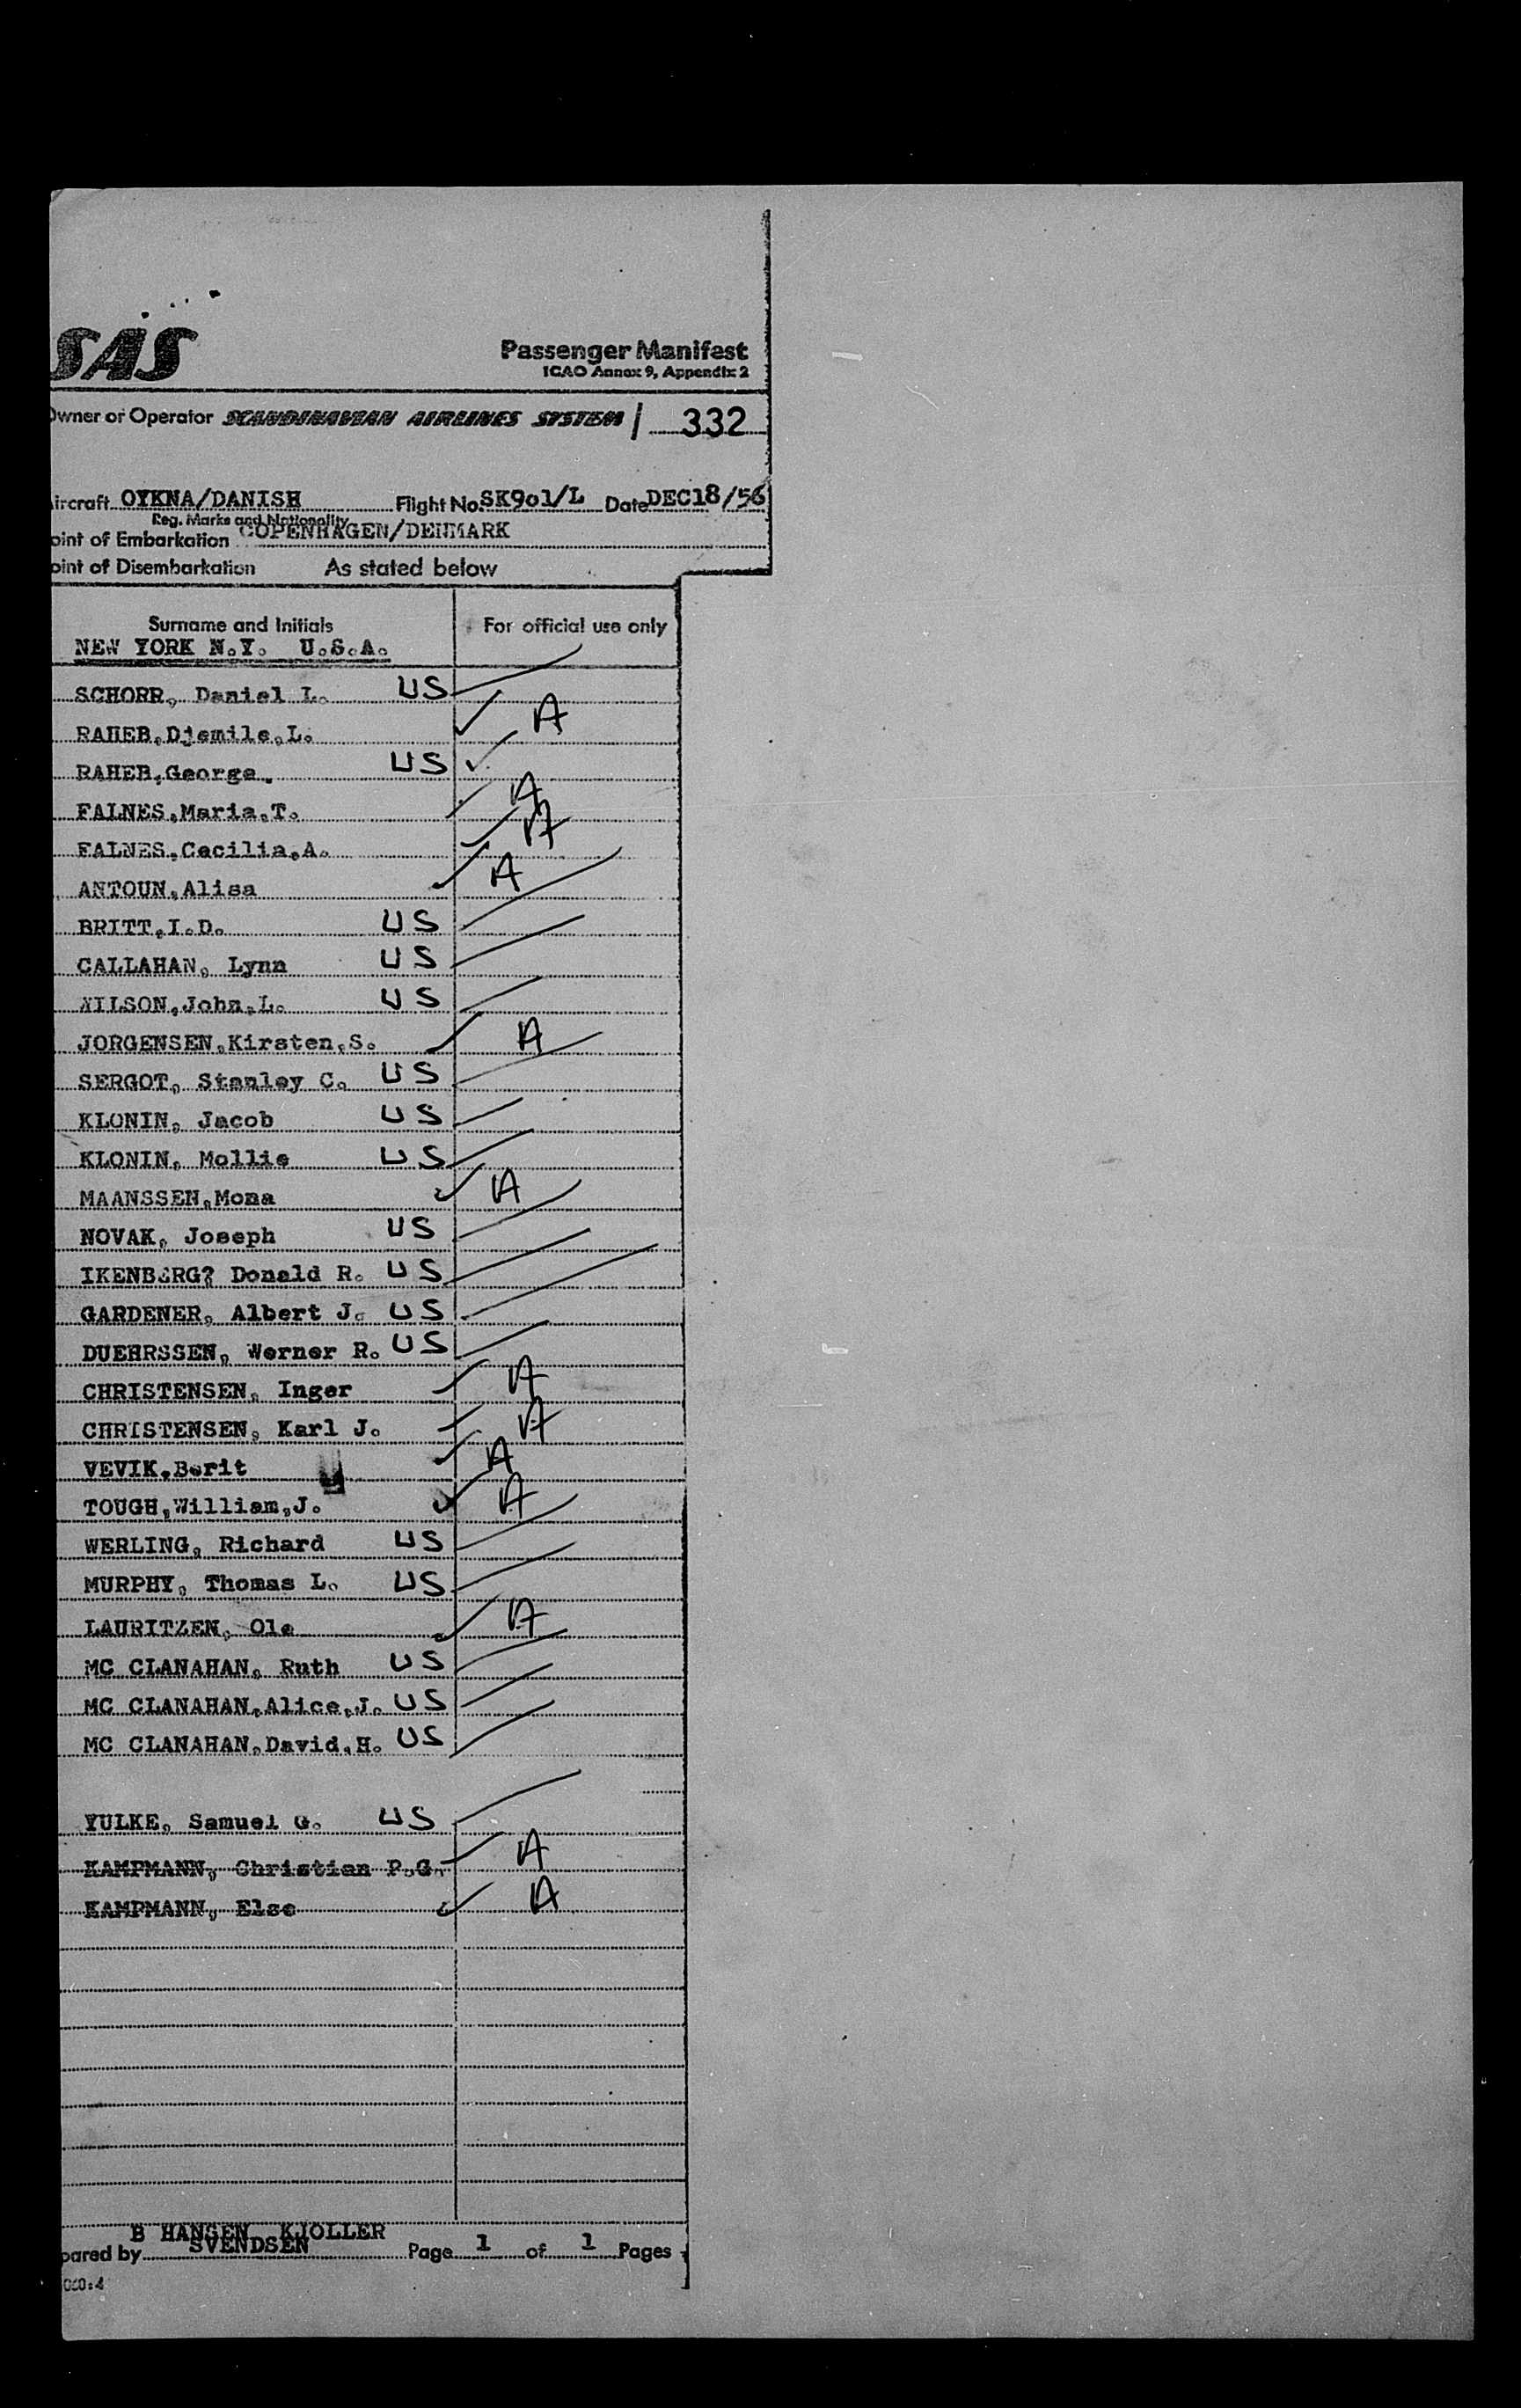 SAS
Passenger Manifest
ICAO Annex 9, Appendix 2
Owner or Operator SCANDINAVIAN AIRLINES SYSTEM / 332
ircraft OYKNA/DANISH Flight No. SK901/L Date DEC18/56
Reg. Marks and Nationality
oint of Embarkation COPENHAGEN/DENMARK
oint of Disembarkation As stated below
Surname and Initials For official use only
NEW YORK N.Y. U.S.A.
SCHORR, Daniel L. US
RAHEB,Djemile,L. A
RAHEB,George. US
FALNES,Maria,T. A
FALNES,Cecilia,A. A
ANTOUN,Alisa A
BRITT,I.D. US
CALLAHAN, Lynn US
WILSON,John,L. US
JORGENSEN,Kirsten,S. A
SERGOT, Stanley C. US
KLONIN, Jacob US
KLONIN, Mollie US
MAANSSEN,Mona A
NOVAK, Joseph US
IKENBERG? Donald R. US
GARDENER, Albert J. US
DUEHRSSEN, Werner R. US
CHRISTENSEN, Inger A
CHRISTENSEN, Karl J. A
VEVIK,Berit A
TOUGH,William,J. A
WERLING, Richard US
MURPHY, Thomas L. US
LAURITZEN, Ole A
MC CLANAHAN, Ruth US
MC CLANAHAN,Alice,J. US
MC CLANAHAN,David,H. US
YULKE, Samuel G. US
KAMPMANN, Christian P.G. A
KAMPMANN, Else A
B HANSEN KJOLLER
pared by SVENDSEN Page 1 of 1 Pages